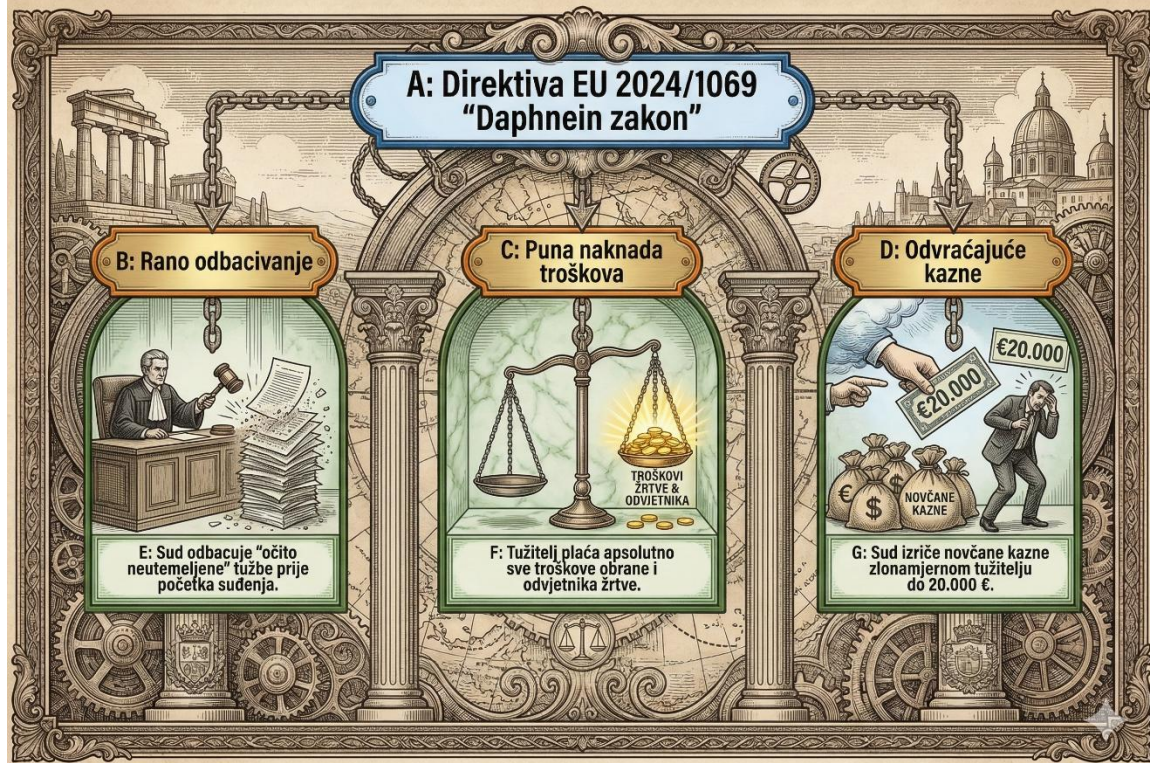 A: Direktiva EU 2024/1069
“Daphnein zakon”
B: Rano odbacivanje
C: Puna naknada
troškova
D: Odvraćajuće
kazne
TROŠKOVI
ŽRTVE &
ODVJETNIKA
€20.000
€20.000
€
$
$
NOVČANE
KAZNE
E: Sud odbacuje “očito
neutemeljene” tužbe prije
početka suđenja.
F: Tužitelj plaća apsolutno
sve troškove obrane i
odvjetnika žrtve.
G: Sud izriče novčane kazne
zlonamjernom tužitelju
do 20.000 €.